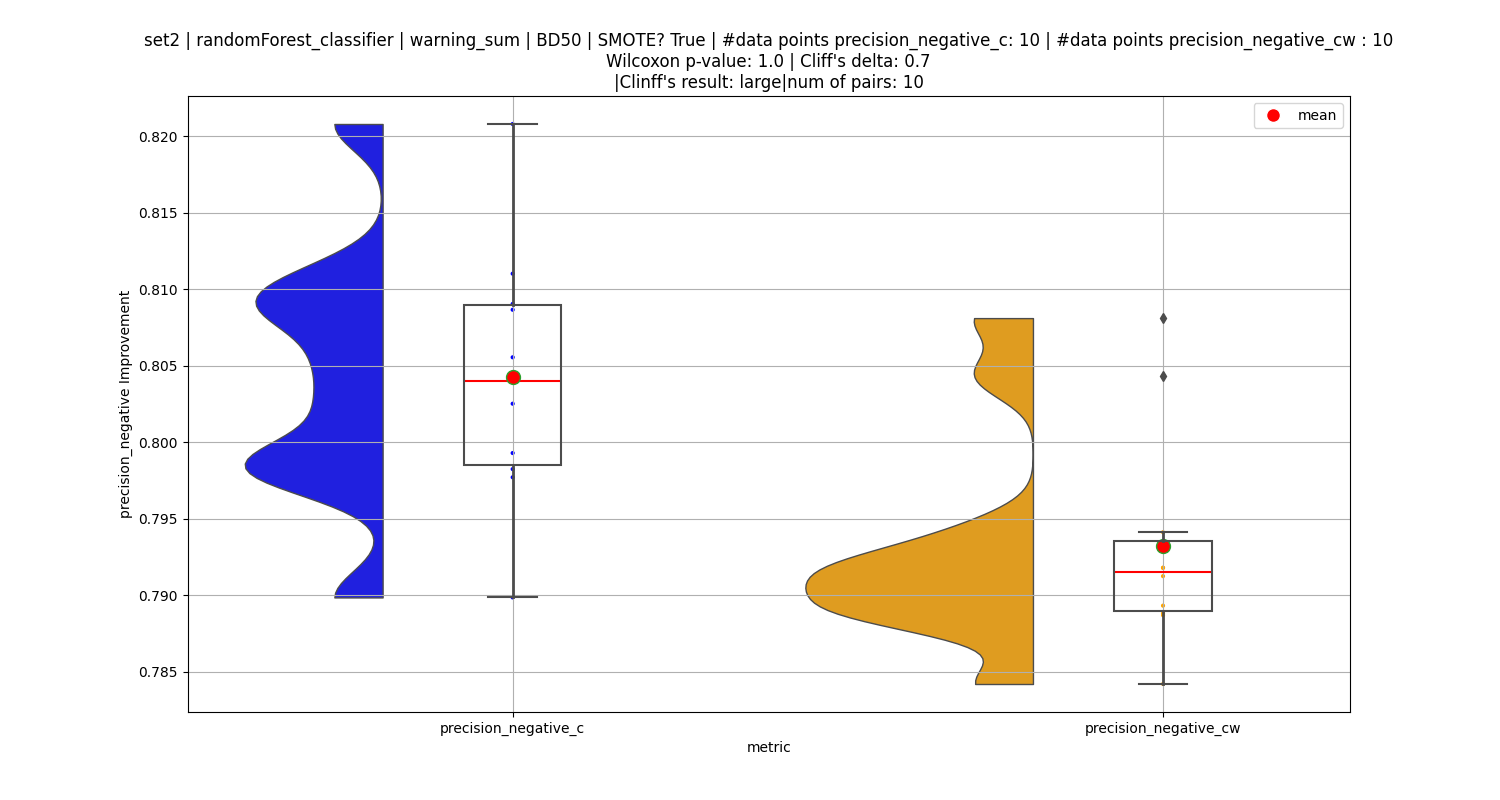 set2 | randomForest_classifier | warning_sum | BD50 | SMOTE? True | #data points precision_negative_c: 10 | #data points precision_negative_cw : 10
Wilcoxon p-value: 1.0 | Cliff's delta: 0.7
|Clinff's result: large|num of pairs: 10
mean
0.820
0.815
0.810
0.805
0.800
0.795
0.790
0.785
precision_negative Improvement
precision_negative_c
precision_negative_cw
metric